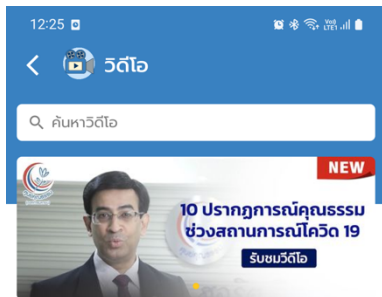 12:25
Vo)) LTE1
วิดีโอ
ค้นหาวิดีโอ
NEW
10 ปรากฏการณ์คุณธรรม
ช่วงสถานการณ์โควิด 19
รับชมวีดีโอ